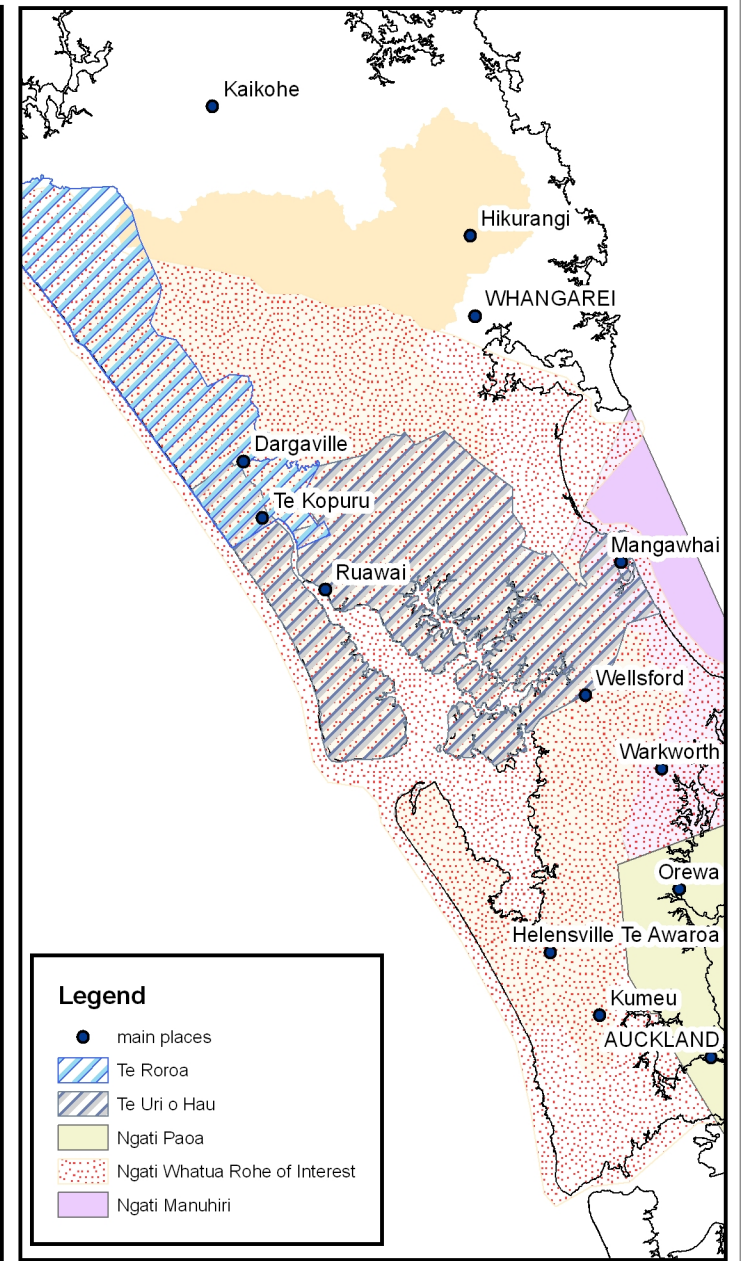 Kaikohe
Hikurangi
WHANGAREI
Dargaville
Te Kopuru
Mangawhai
Ruawai
Wellsford
Warkworth
Orewa
Helensville Te Awaroa
Kumeu
AUCKLAND
Legend
main places
Te Roroa
Te Uri o Hau
Ngati Paoa
Ngati Whatua Rohe of Interest
Ngati Manuhiri